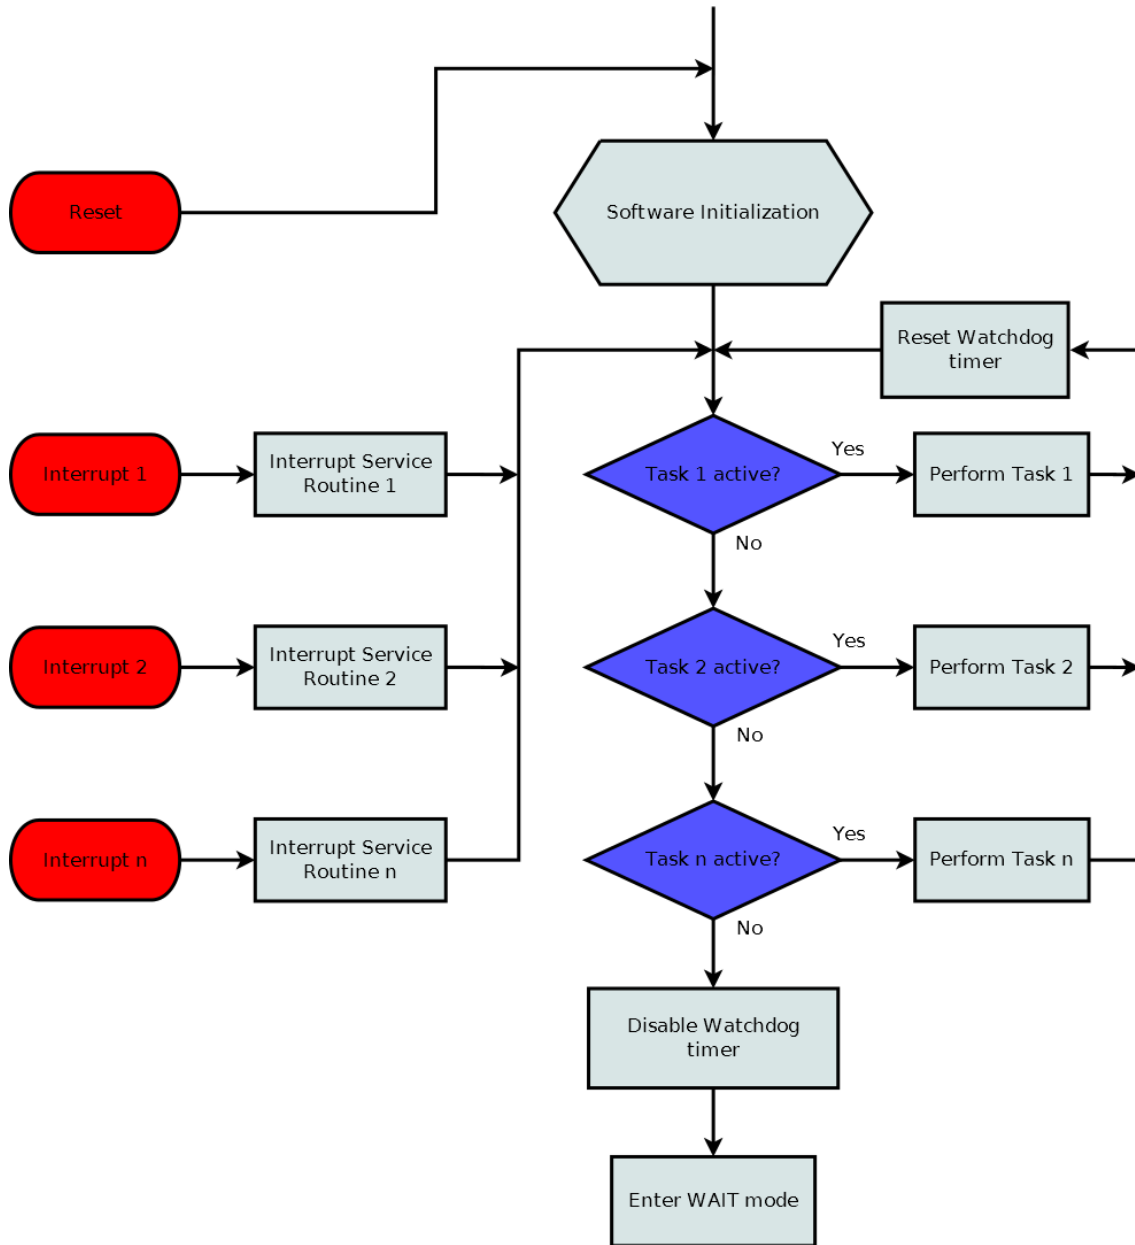 Reset
Software Initialization
Reset Watchdog
timer
Interrupt 1
Interrupt Service
Routine 1
Task 1 active?
Yes
Perform Task 1
No
Interrupt 2
Interrupt Service
Routine 2
Task 2 active?
Yes
Perform Task 2
No
Interrupt n
Interrupt Service
Routine n
Task n active?
Yes
Perform Task n
No
Disable Watchdog
timer
Enter WAIT mode